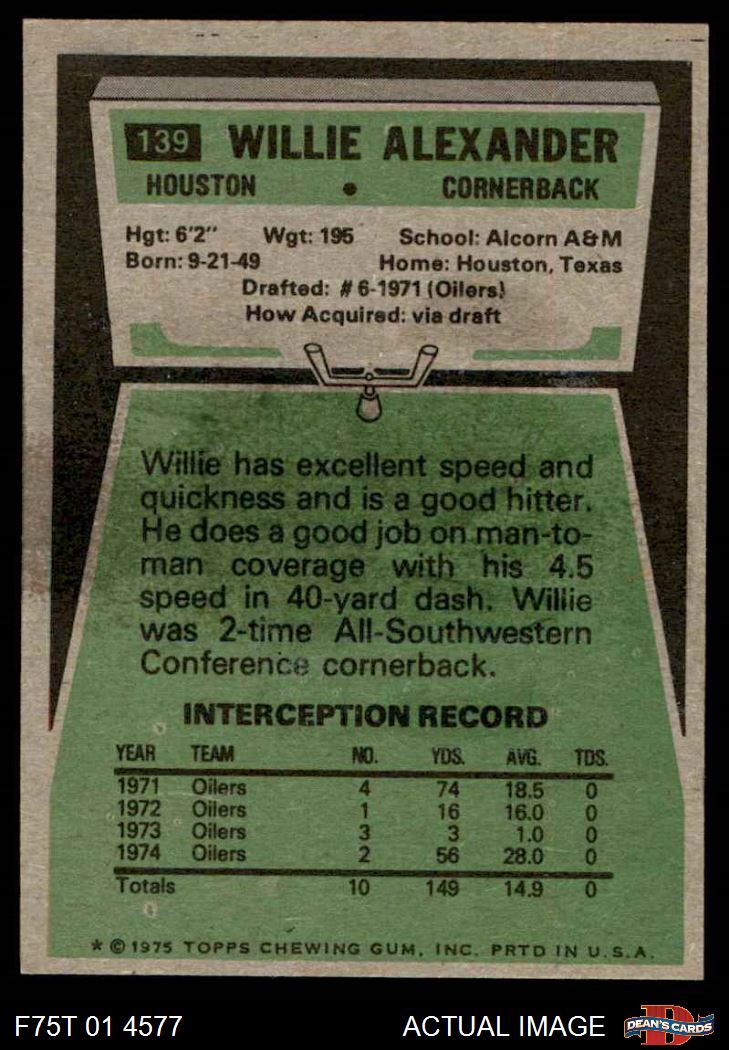 139 WILLIE ALEXANDER
HOUSTON • CORNERBACK
Hgt: 6'2" Wgt: 195 School: Alcorn A&M
Born: 9-21-49 Home: Houston, Texas
Drafted: #6-1971 (Oilers)
How Acquired: via draft
Willie has excellent speed and
quickness and is a good hitter.
He does a good job on man-to-
man coverage with his 4.5
speed in 40-yard dash. Willie
was 2-time All-Southwestern
Conference cornerback.
INTERCEPTION RECORD
YEAR TEAM NO. YDS. AVG. TDS.
1971 Oilers 4 74 18.5 0
1972 Oilers 1 16 16.0 0
1973 Oilers 3 3 1.0 0
1974 Oilers 2 56 28.0 0
Totals 10 149 14.9 0
* © 1975 TOPPS CHEWING GUM, INC. PRTD IN U.S.A.
F75T 01 4577 ACTUAL IMAGE D DEAN'S CARDS